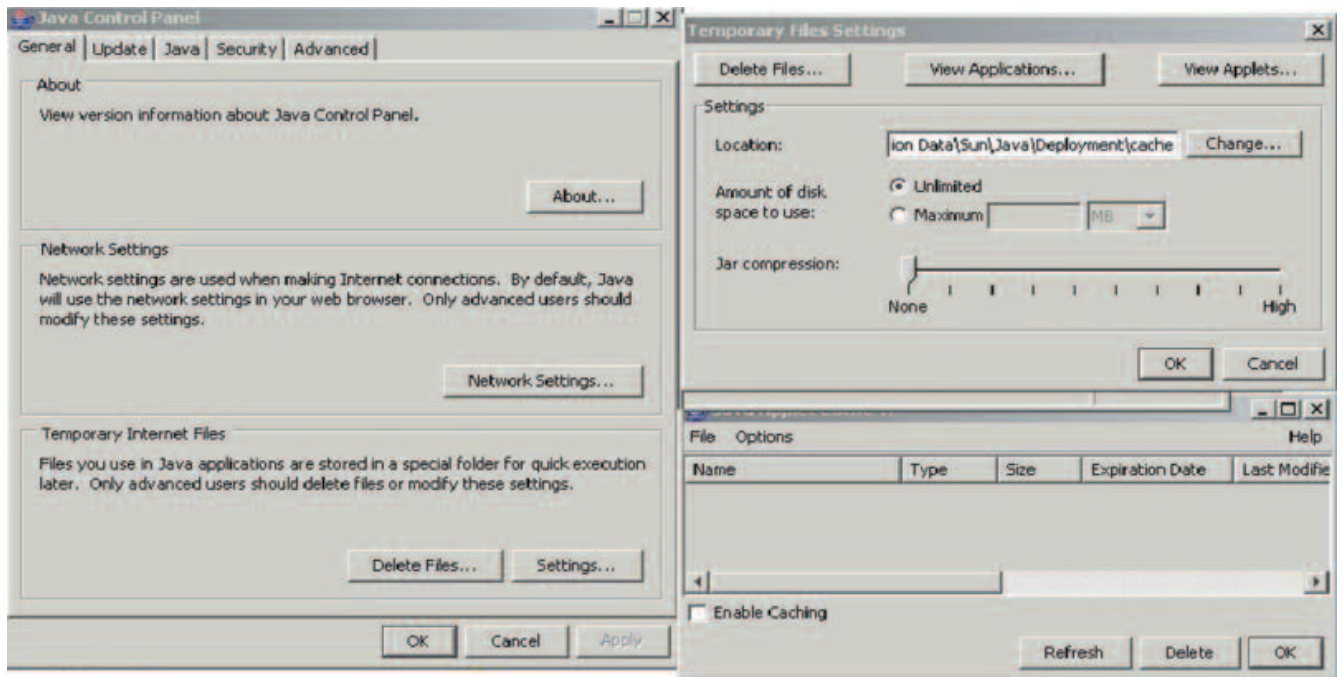 Java Control Panel
General Update Java Security Advanced
About
View version information about Java Control Panel.
About...
Network Settings
Network settings are used when making Internet connections. By default, Java
will use the network settings in your web browser. Only advanced users should
modify these settings.
Network Settings...
Temporary Internet Files
Files you use in Java applications are stored in a special folder for quick execution
later. Only advanced users should delete files or modify these settings.
Delete Files... Settings...
OK Cancel Apply
Temporary Files Settings
Delete Files... View Applications... View Applets...
Settings
Location: ion Data\Sun\Java\Deployment\cache Change...
Amount of disk
space to use:
Unlimited
Maximum MB
Jar compression:
None High
OK Cancel
File Options Help
Name Type Size Expiration Date Last Modifie
Enable Caching
Refresh Delete OK